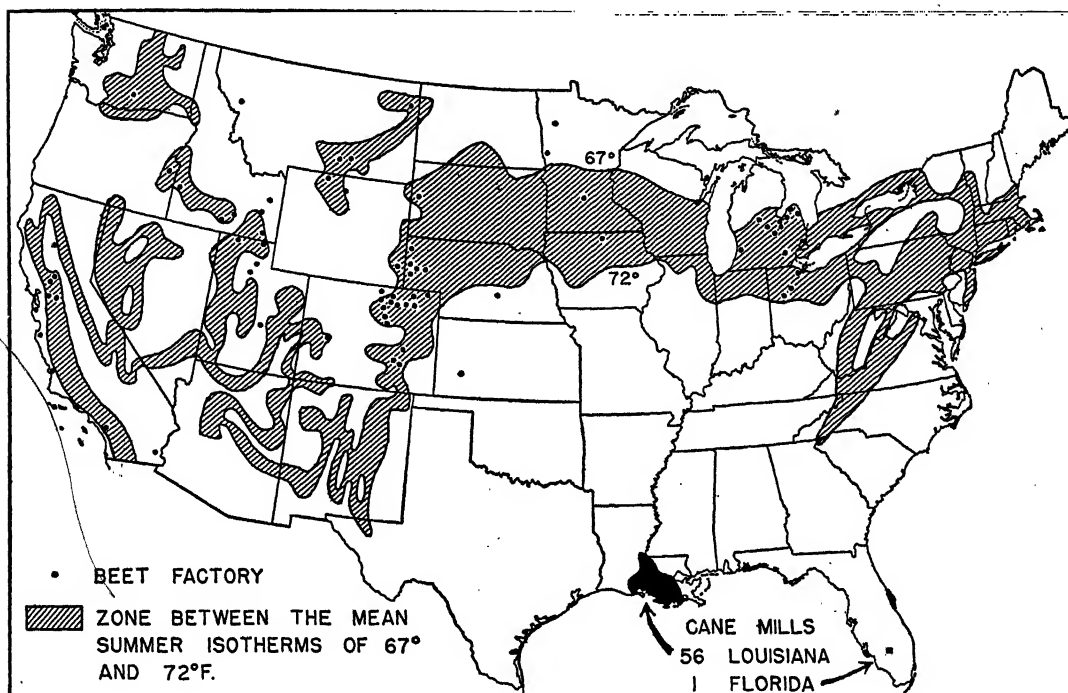 67°
72°
• BEET FACTORY
ZONE BETWEEN THE MEAN
SUMMER ISOTHERMS OF 67°
AND 72°F.
CANE MILLS
56 LOUISIANA
1 FLORIDA